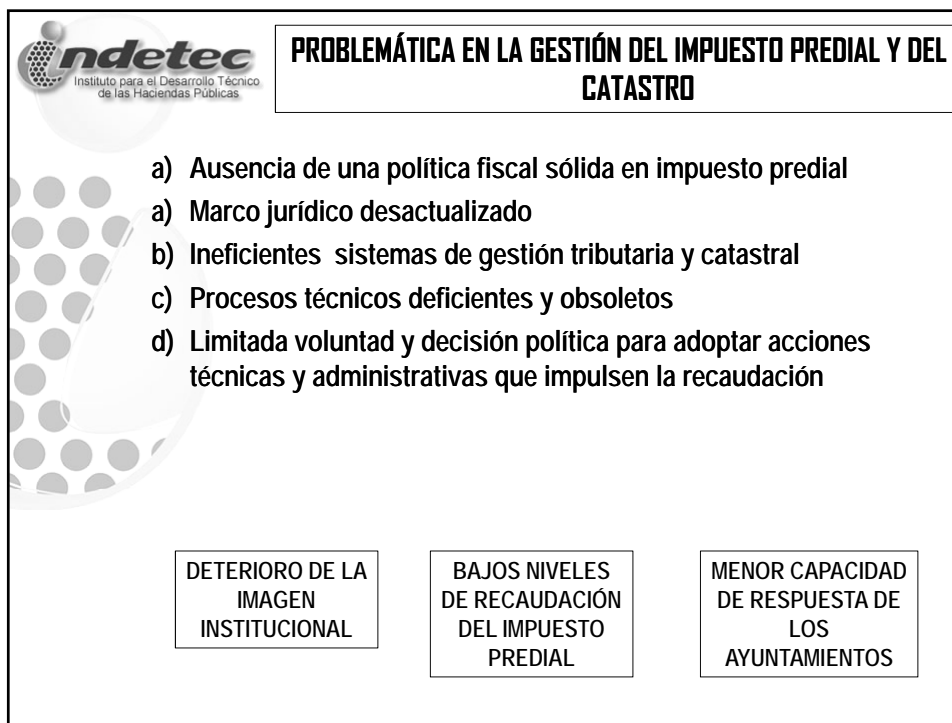 indetec
Instituto para el Desarrollo Técnico
de las Haciendas Públicas
PROBLEMÁTICA EN LA GESTIÓN DEL IMPUESTO PREDIAL Y DEL
CATASTRO
a) Ausencia de una política fiscal sólida en impuesto predial
a) Marco jurídico desactualizado
b) Ineficientes sistemas de gestión tributaria y catastral
c) Procesos técnicos deficientes y obsoletos
d) Limitada voluntad y decisión política para adoptar acciones
técnicas y administrativas que impulsen la recaudación
DETERIORO DE LA
IMAGEN
INSTITUCIONAL
BAJOS NIVELES
DE RECAUDACIÓN
DEL IMPUESTO
PREDIAL
MENOR CAPACIDAD
DE RESPUESTA DE
LOS
AYUNTAMIENTOS